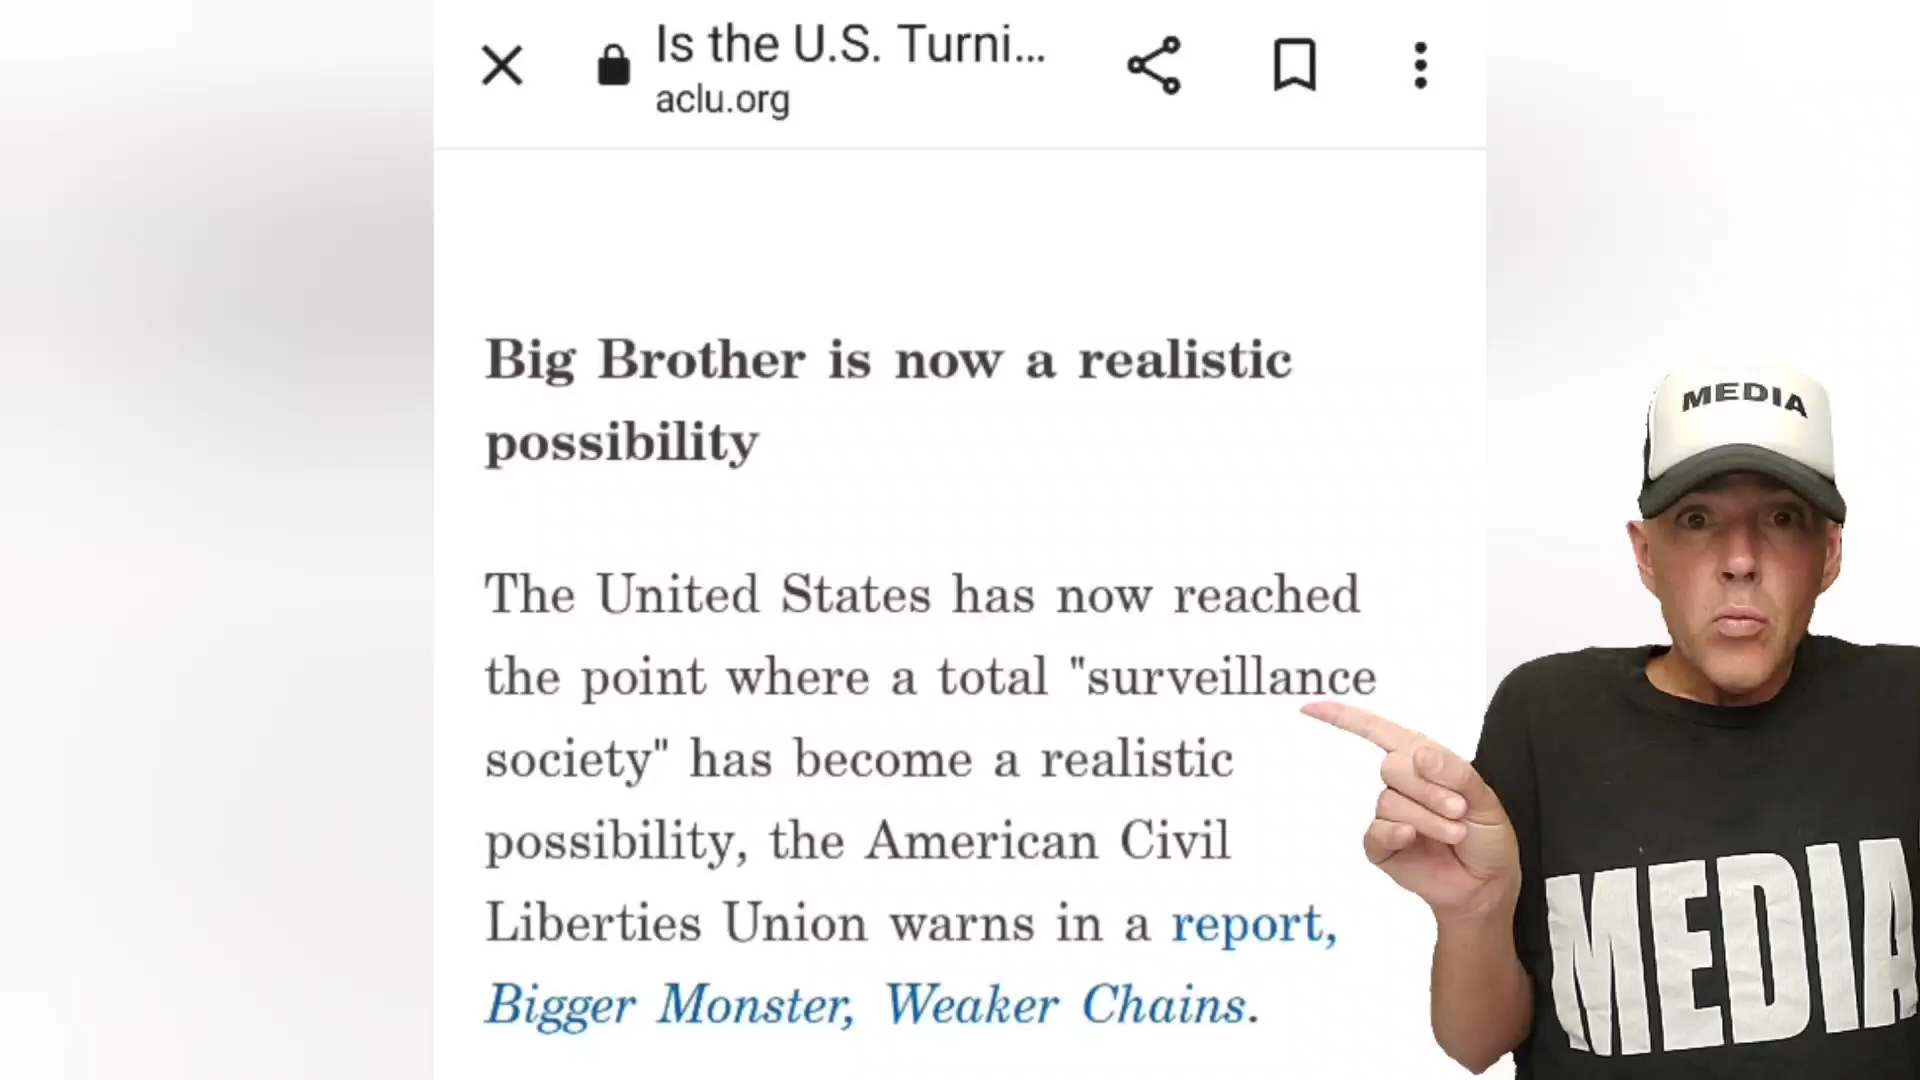 Is the U.S. Turni...
aclu.org
Big Brother is now a realistic
possibility
The United States has now reached
the point where a total "surveillance
society" has become a realistic
possibility, the American Civil
Liberties Union warns in a report,
Bigger Monster, Weaker Chains.
MEDIA
MEDIA